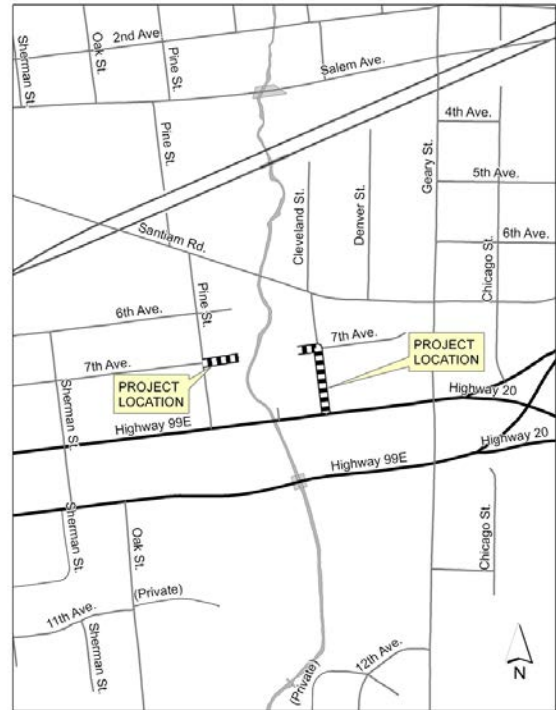 2nd Ave
Sherman St.
Oak St.
Pine St.
Salem Ave.
4th Ave.
Pine St.
Geary St.
5th Ave.
Cleveland St.
Denver St.
Santiam Rd.
6th Ave.
Chicago St.
6th Ave.
Pine St.
7th Ave.
7th Ave.
PROJECT
LOCATION
PROJECT
LOCATION
Sherman St.
Highway 20
Highway 99E
Highway 20
Highway 99E
Sherman St.
Oak St.
Chicago St.
11th Ave.
(Private)
Sherman St.
12th Ave.
(Private)
N